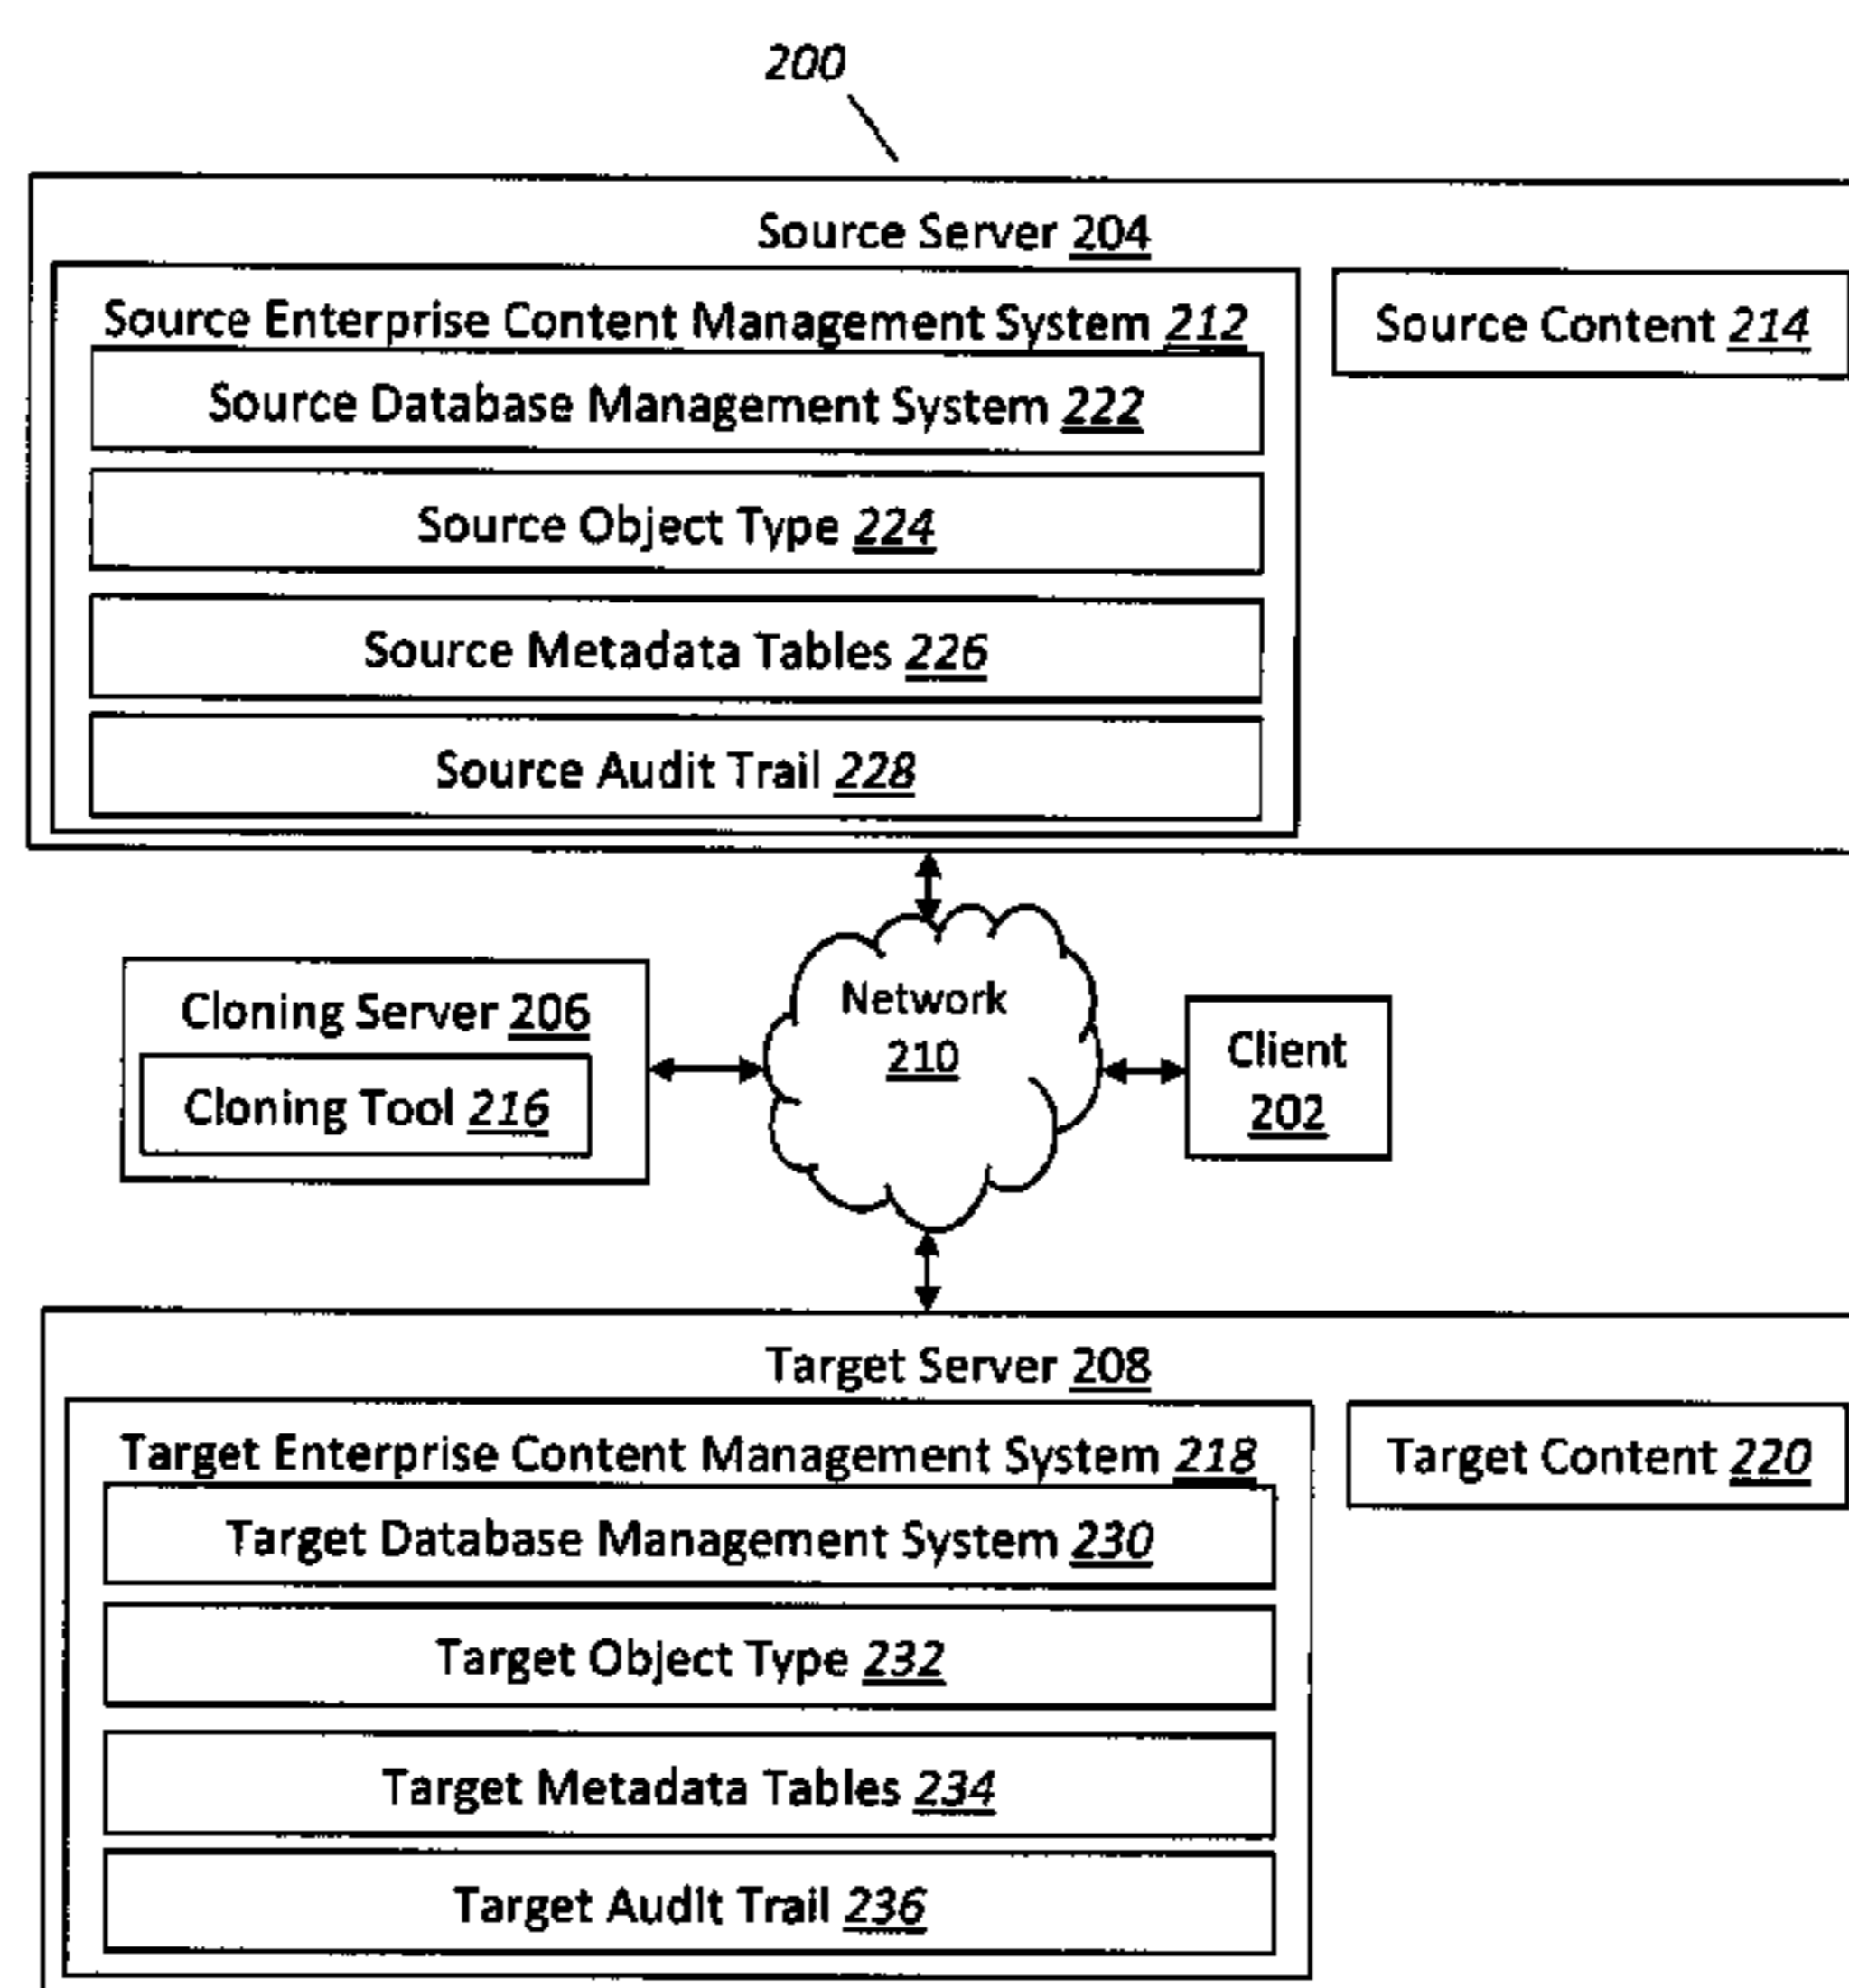 200
Source Server 204
Source Enterprise Content Management System 212
Source Content 214
Source Database Management System 222
Source Object Type 224
Source Metadata Tables 226
Source Audit Trail 228
Cloning Server 206
Cloning Tool 216
Network
210
Client
202
Target Server 208
Target Enterprise Content Management System 218
Target Content 220
Target Database Management System 230
Target Object Type 232
Target Metadata Tables 234
Target Audit Trail 236